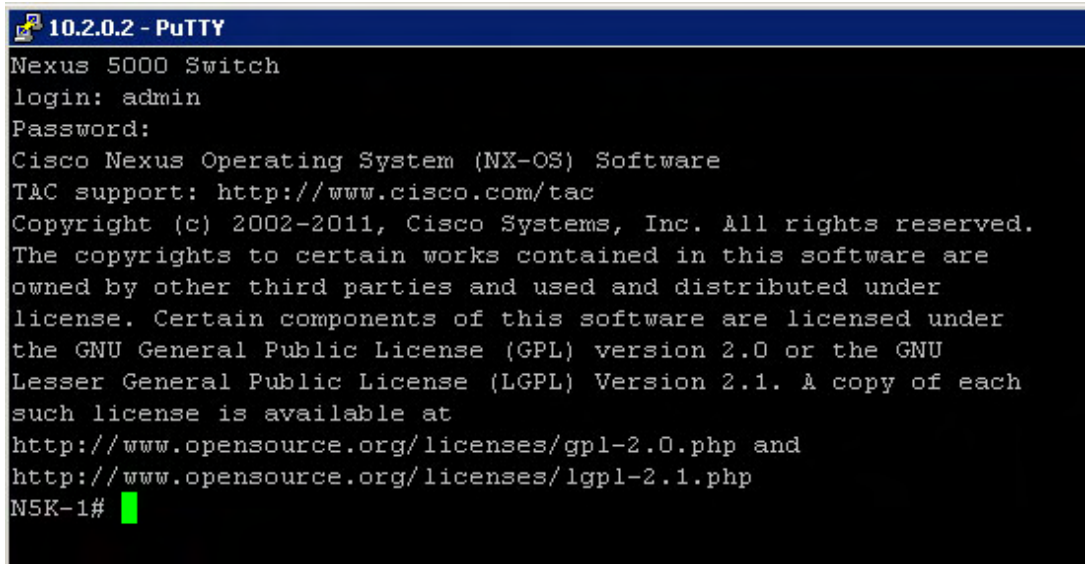 10.2.0.2 - PuTTY
Nexus 5000 Switch
login: admin
Password:
Cisco Nexus Operating System (NX-OS) Software
TAC support: http://www.cisco.com/tac
Copyright (c) 2002-2011, Cisco Systems, Inc. All rights reserved.
The copyrights to certain works contained in this software are
owned by other third parties and used and distributed under
license. Certain components of this software are licensed under
the GNU General Public License (GPL) version 2.0 or the GNU
Lesser General Public License (LGPL) Version 2.1. A copy of each
such license is available at
http://www.opensource.org/licenses/gpl-2.0.php and
http://www.opensource.org/licenses/lgpl-2.1.php
N5K-1#